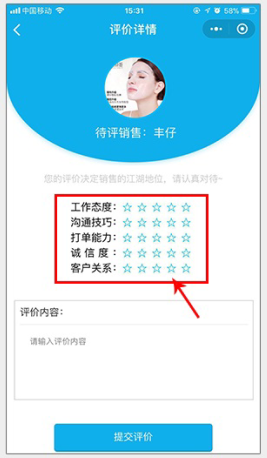 中国移动
15:31
58%
评价详情
待评销售：丰仔
您的评价决定销售的江湖地位，请认真对待~
工作态度：☆☆☆☆☆
沟通技巧：☆☆☆☆☆
打单能力：☆☆☆☆☆
诚信度：☆☆☆☆☆
客户关系：☆☆☆☆☆
评价内容：
请输入评价内容
提交评价